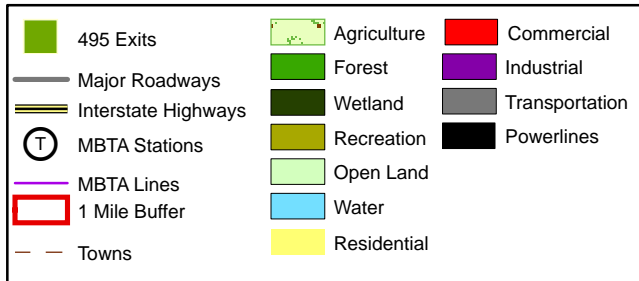 495 Exits
Major Roadways
Interstate Highways
T
MBTA Stations
MBTA Lines
1 Mile Buffer
Towns
Agriculture
Forest
Wetland
Recreation
Open Land
Water
Residential
Commercial
Industrial
Transportation
Powerlines